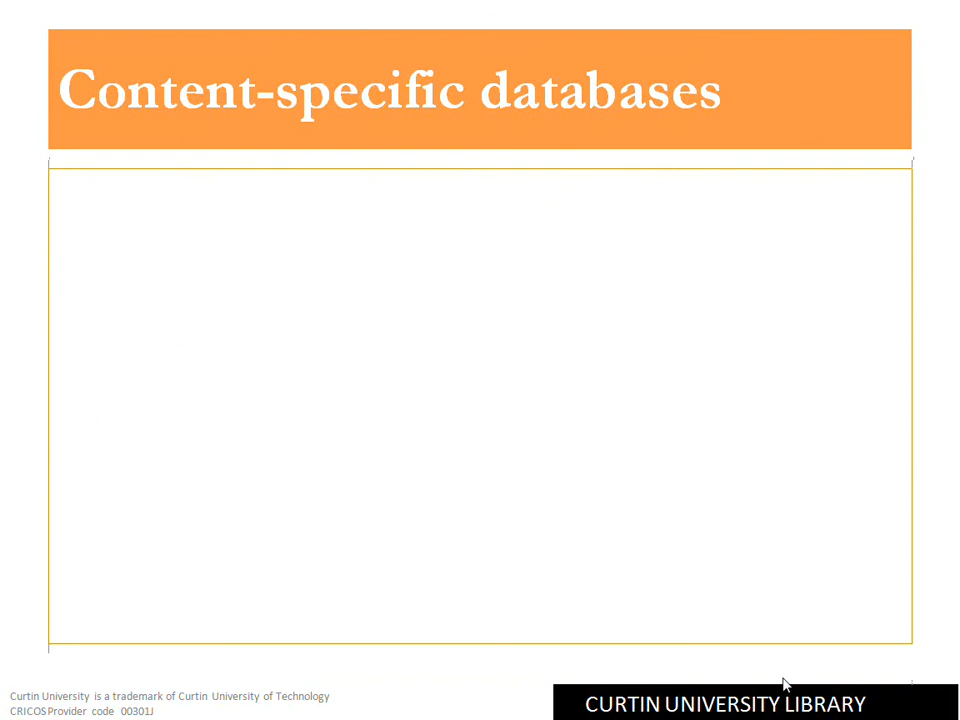 Content-specific databases
Curtin University is a trademark of Curtin University of Technology
CRICOS Provider code 00301J
CURTIN UNIVERSITY LIBRARY